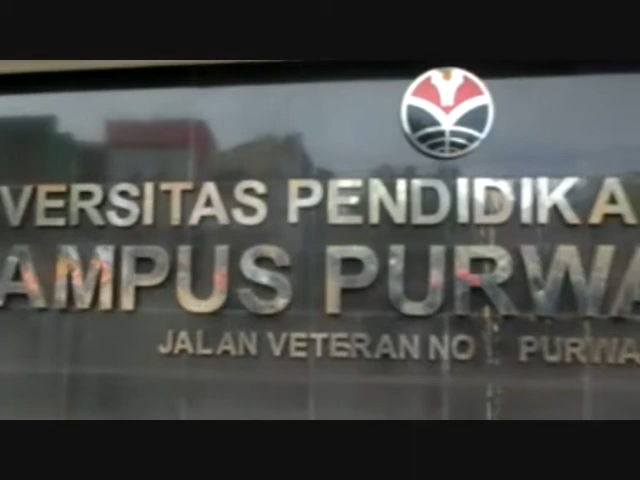 VERSITAS PENDIDIKA
AMPUS PURWA
JALAN VETERAN NO PURWA